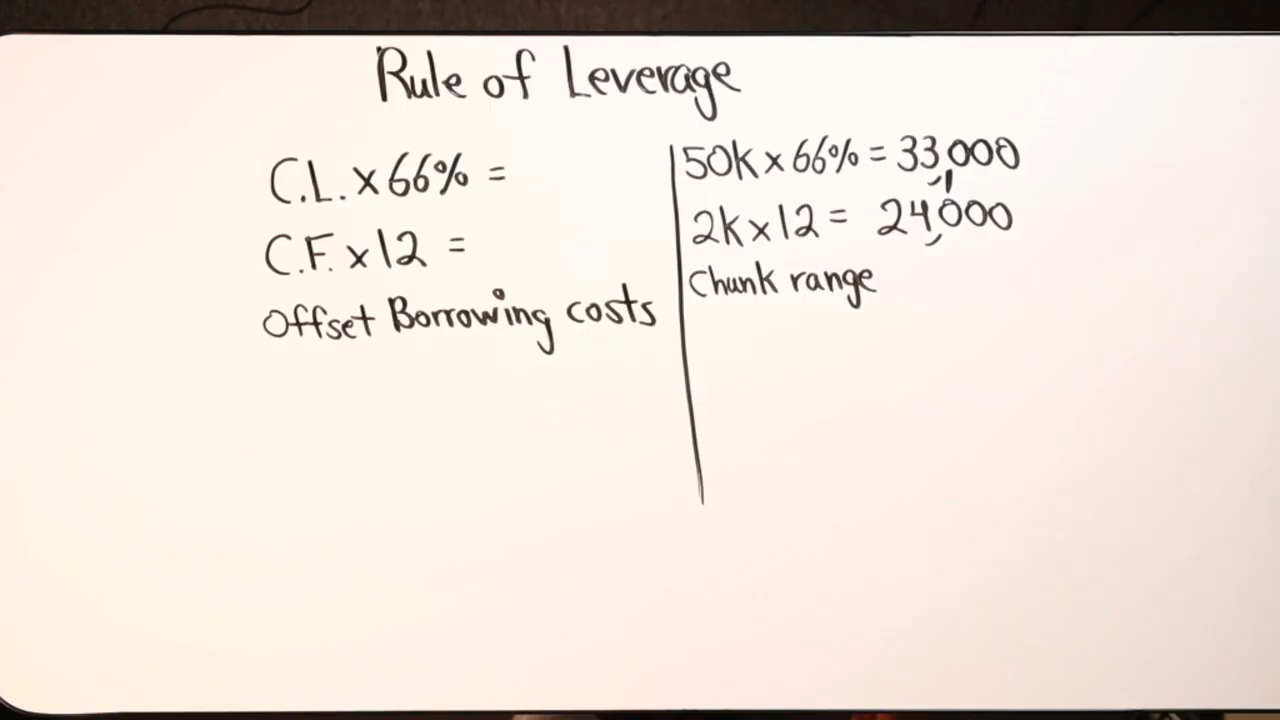 Rule of Leverage
C.L. x 66% =
C.F. x 12 =
Offset Borrowing costs
50K x 66% = 33,000
2K x 12 = 24,000
Chunk range